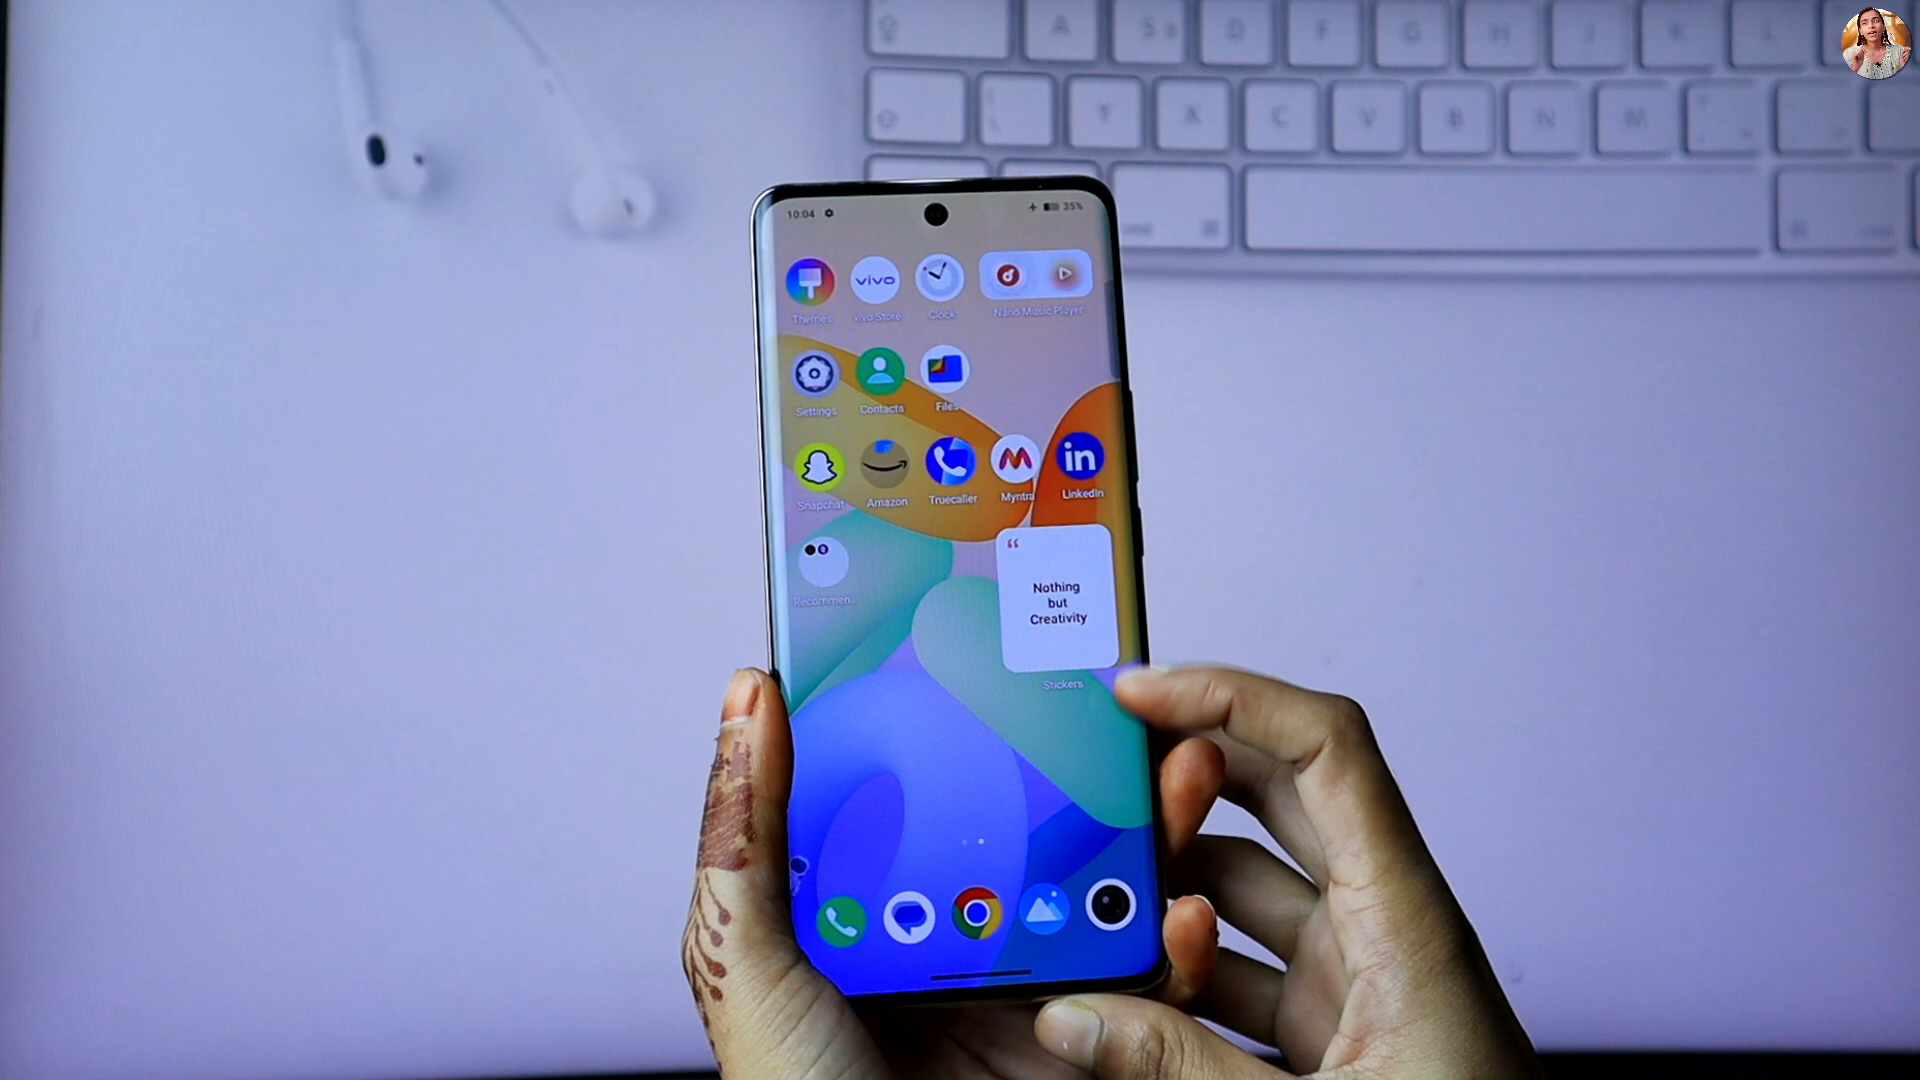 A
S
D
F
G
H
J
K
L
Y
X
C
V
B
N
M
cmd
10:04
35%
vivo
Themes
vivo Store
Clock
Nano Music Player
Settings
Contacts
Files
in
Snapchat
Amazon
Truecaller
Myntra
LinkedIn
“
Nothing
but
Creativity
Recommen...
Stickers